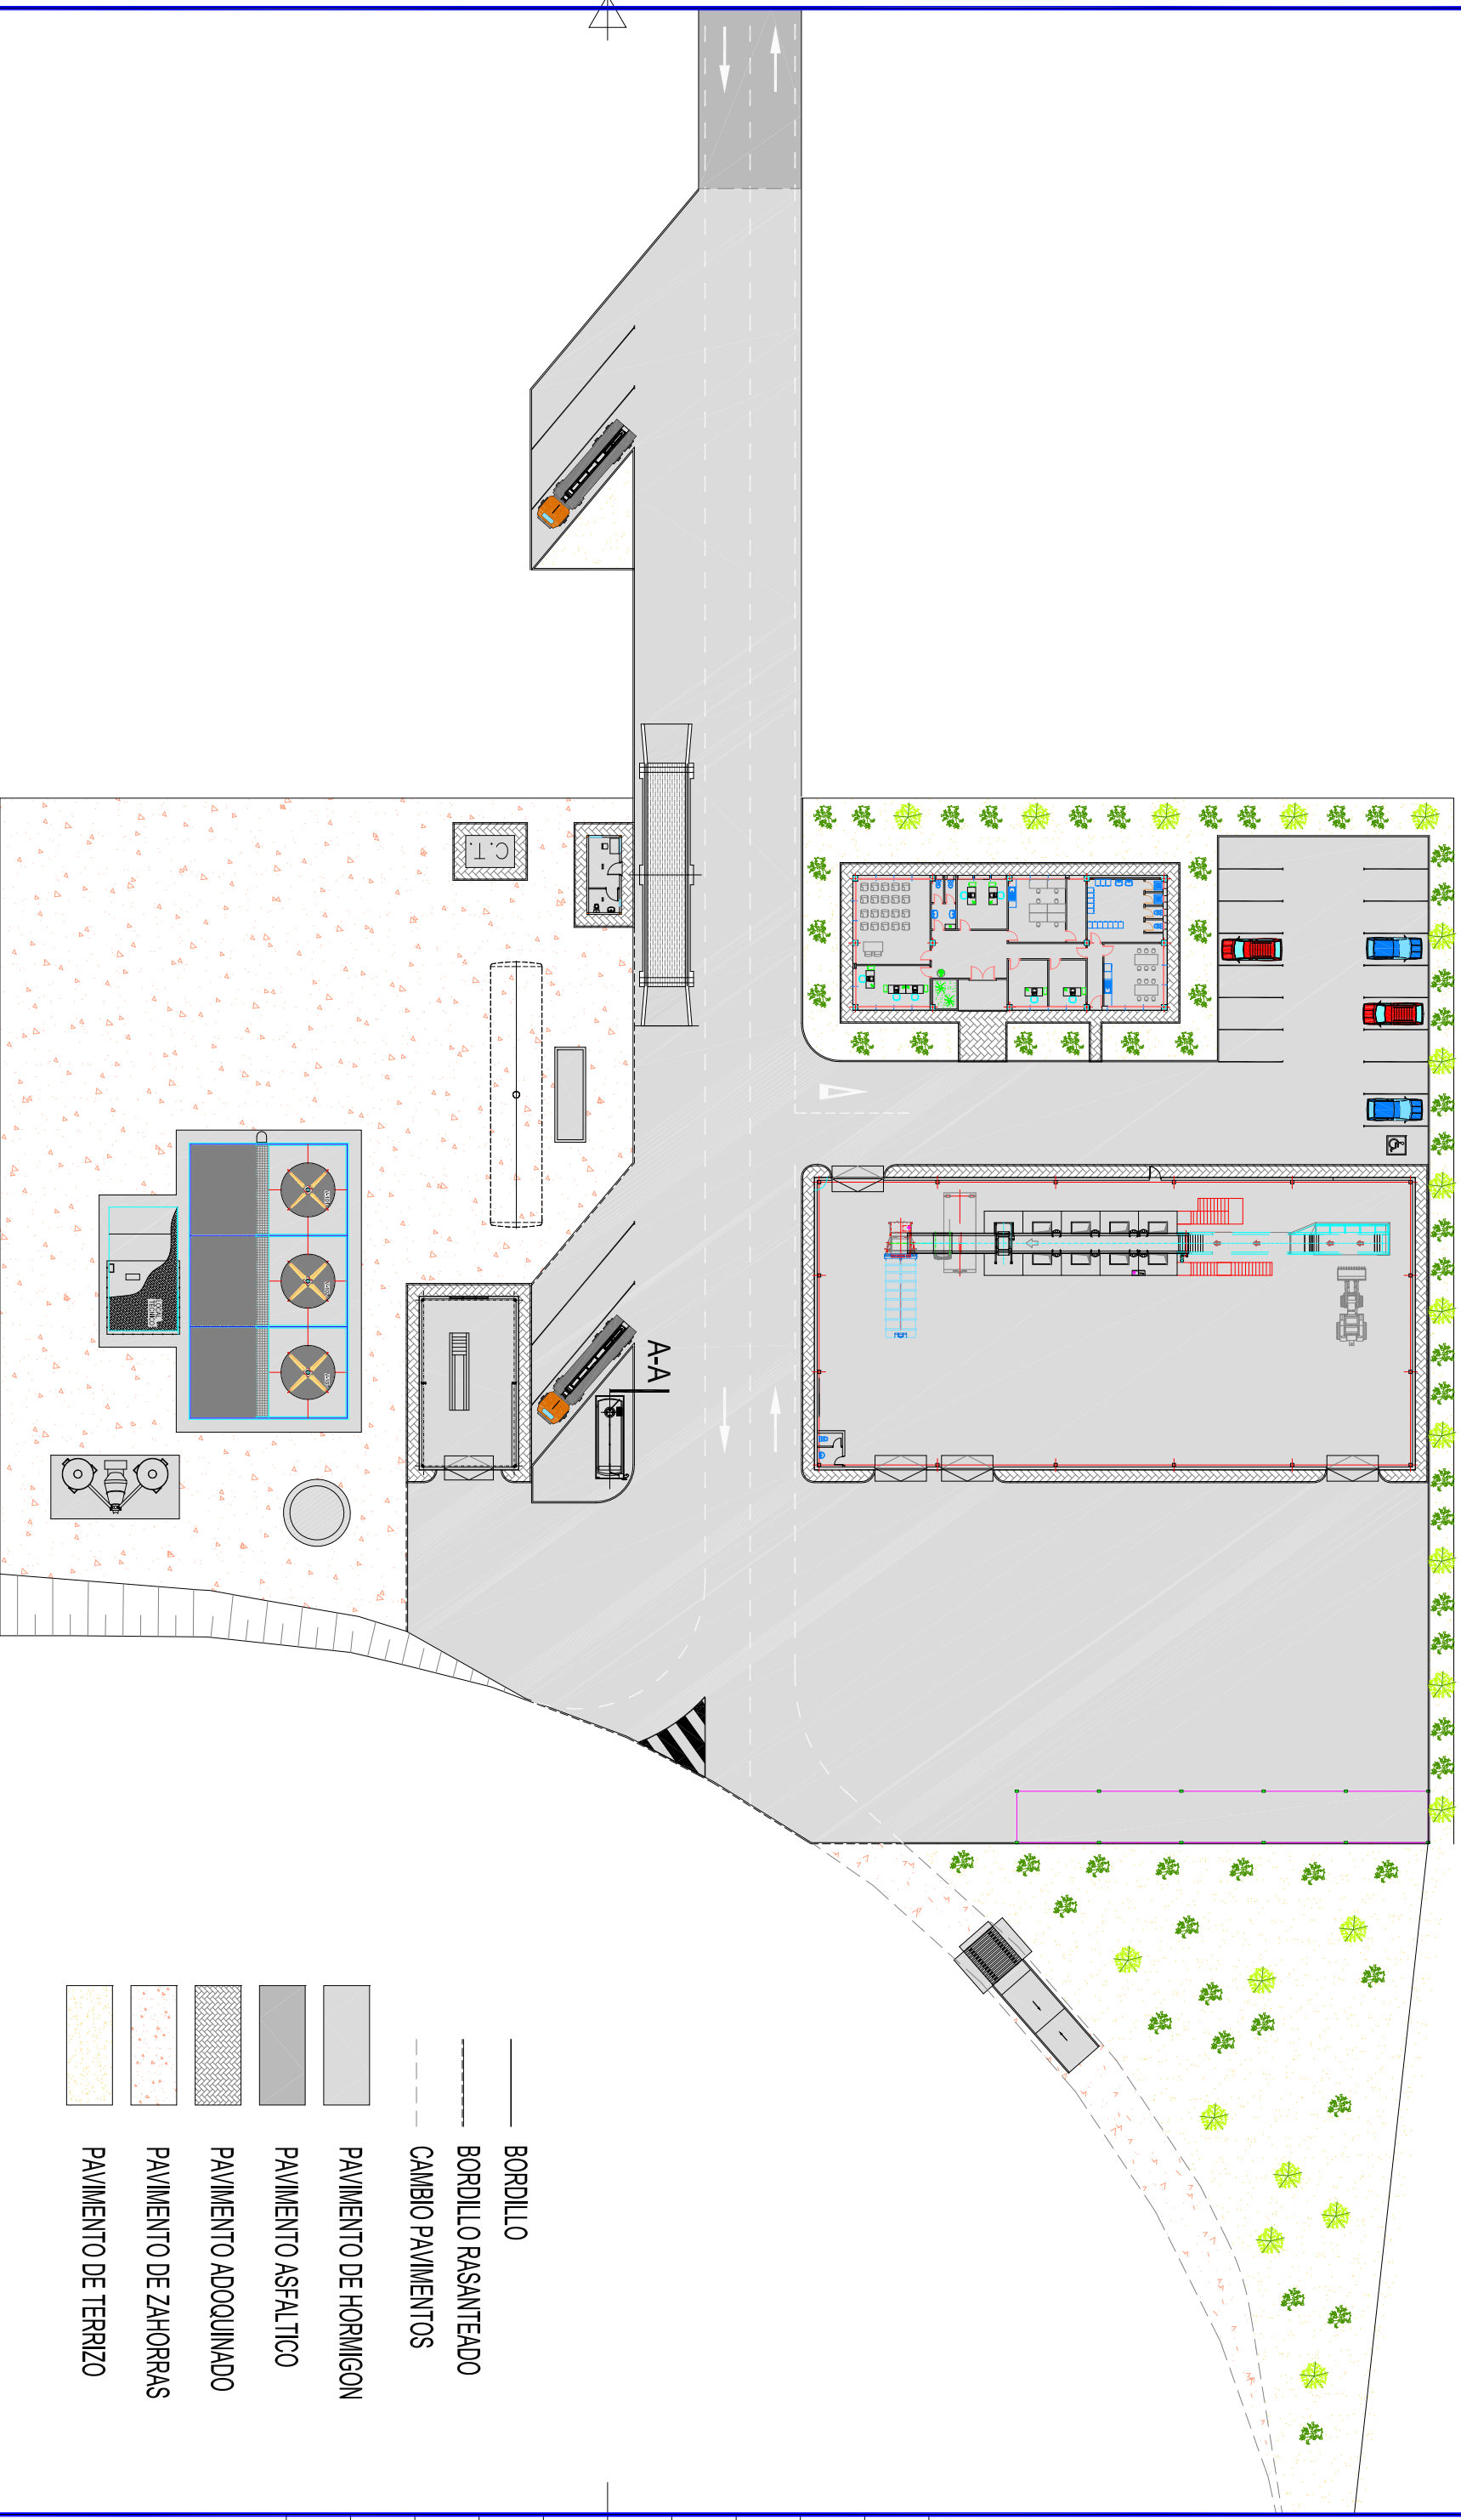 C.T.
A-A
BORDILLO
BORDILLO RASANTEADO
CAMBIO PAVIMENTOS
PAVIMENTO DE HORMIGON
PAVIMENTO ASFALTICO
PAVIMENTO ADOQUINADO
PAVIMENTO DE ZAHORRAS
PAVIMENTO DE TERRIZO